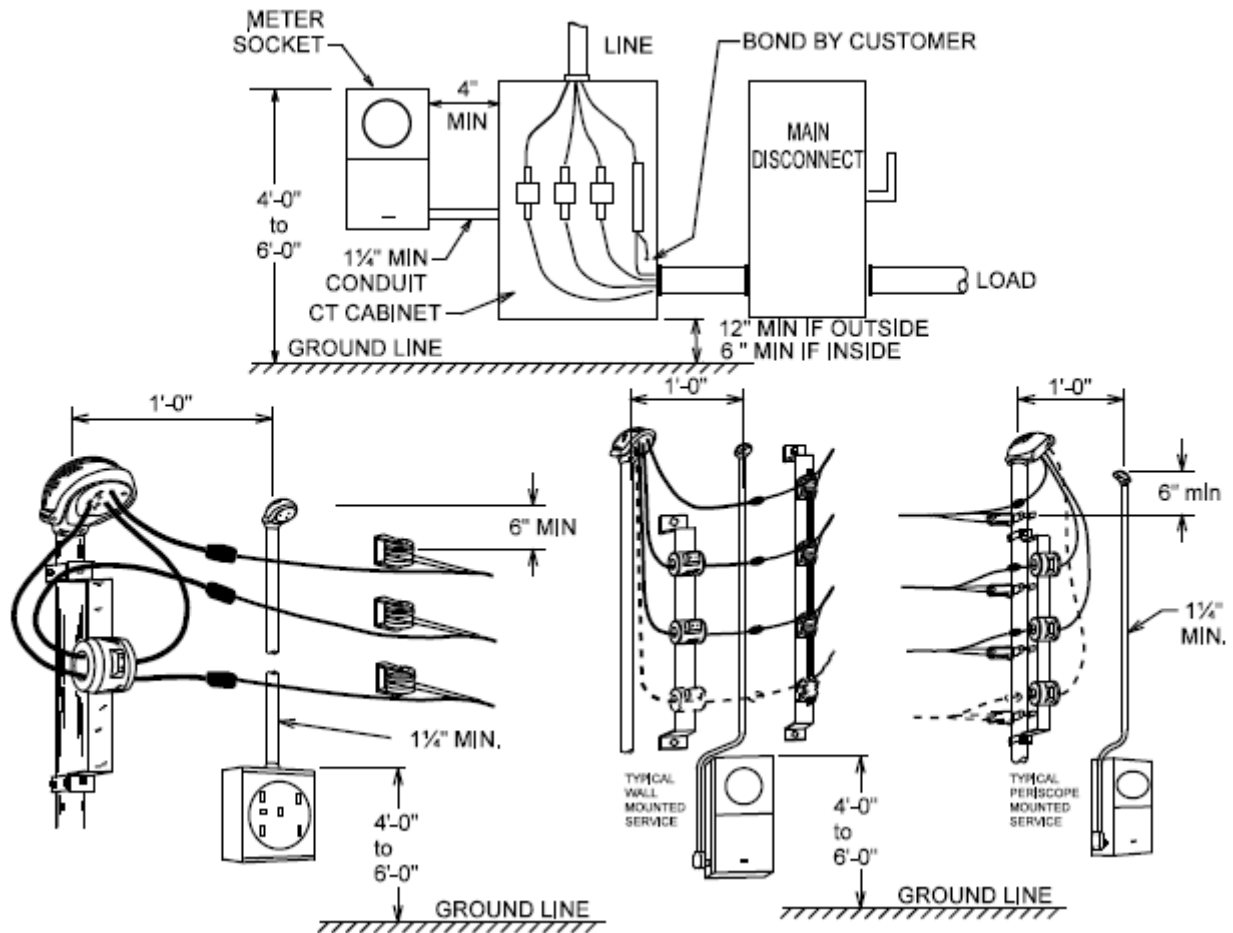 METER
SOCKET
LINE
BOND BY CUSTOMER
4"
MIN
MAIN
DISCONNECT
4'-0"
to
6'-0"
1¼" MIN
CONDUIT
CT CABINET
LOAD
12" MIN IF OUTSIDE
6 " MIN IF INSIDE
GROUND LINE
1'-0"
6" MIN
1¼" MIN.
4'-0"
to
6'-0"
GROUND LINE
1'-0"
TYPICAL
WALL
MOUNTED
SERVICE
4'-0"
to
6'-0"
1'-0"
6" min
1¼"
MIN.
TYPICAL
PERISCOPE
MOUNTED
SERVICE
GROUND LINE